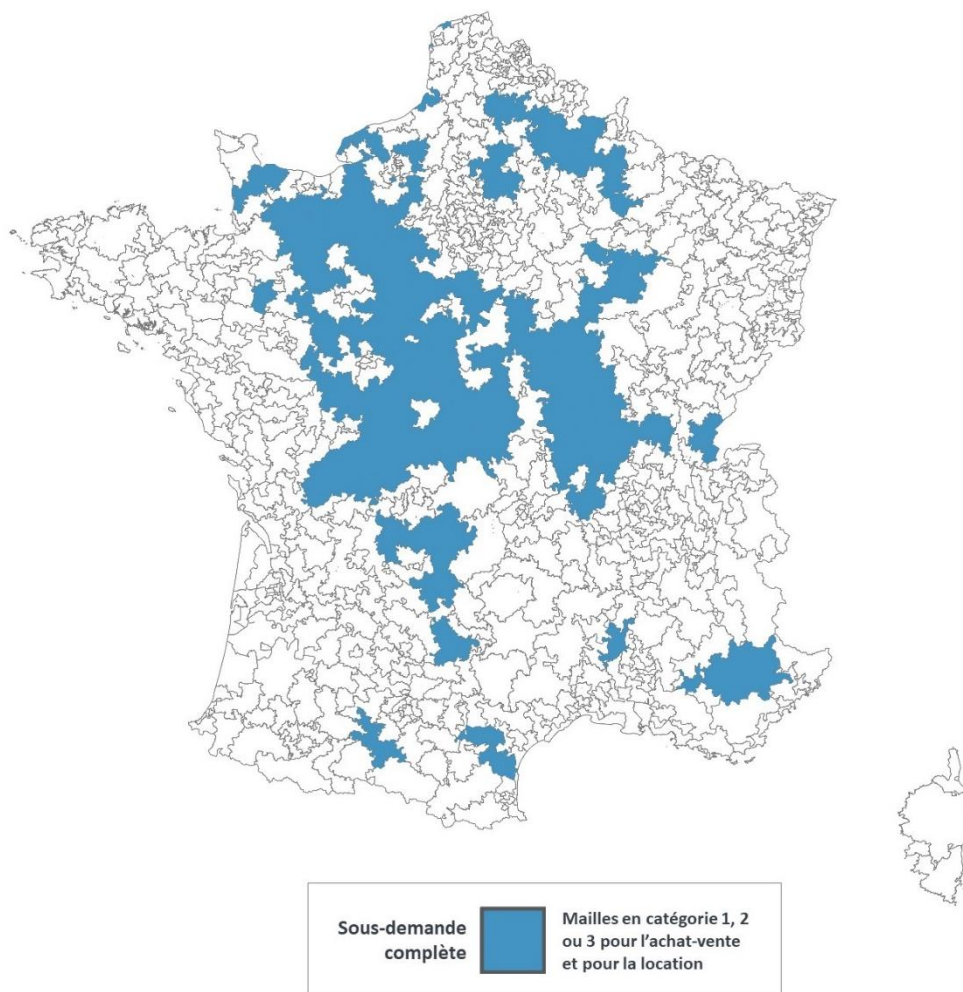 Sous-demande
complète
Mailles en catégorie 1, 2
ou 3 pour l’achat-vente
et pour la location